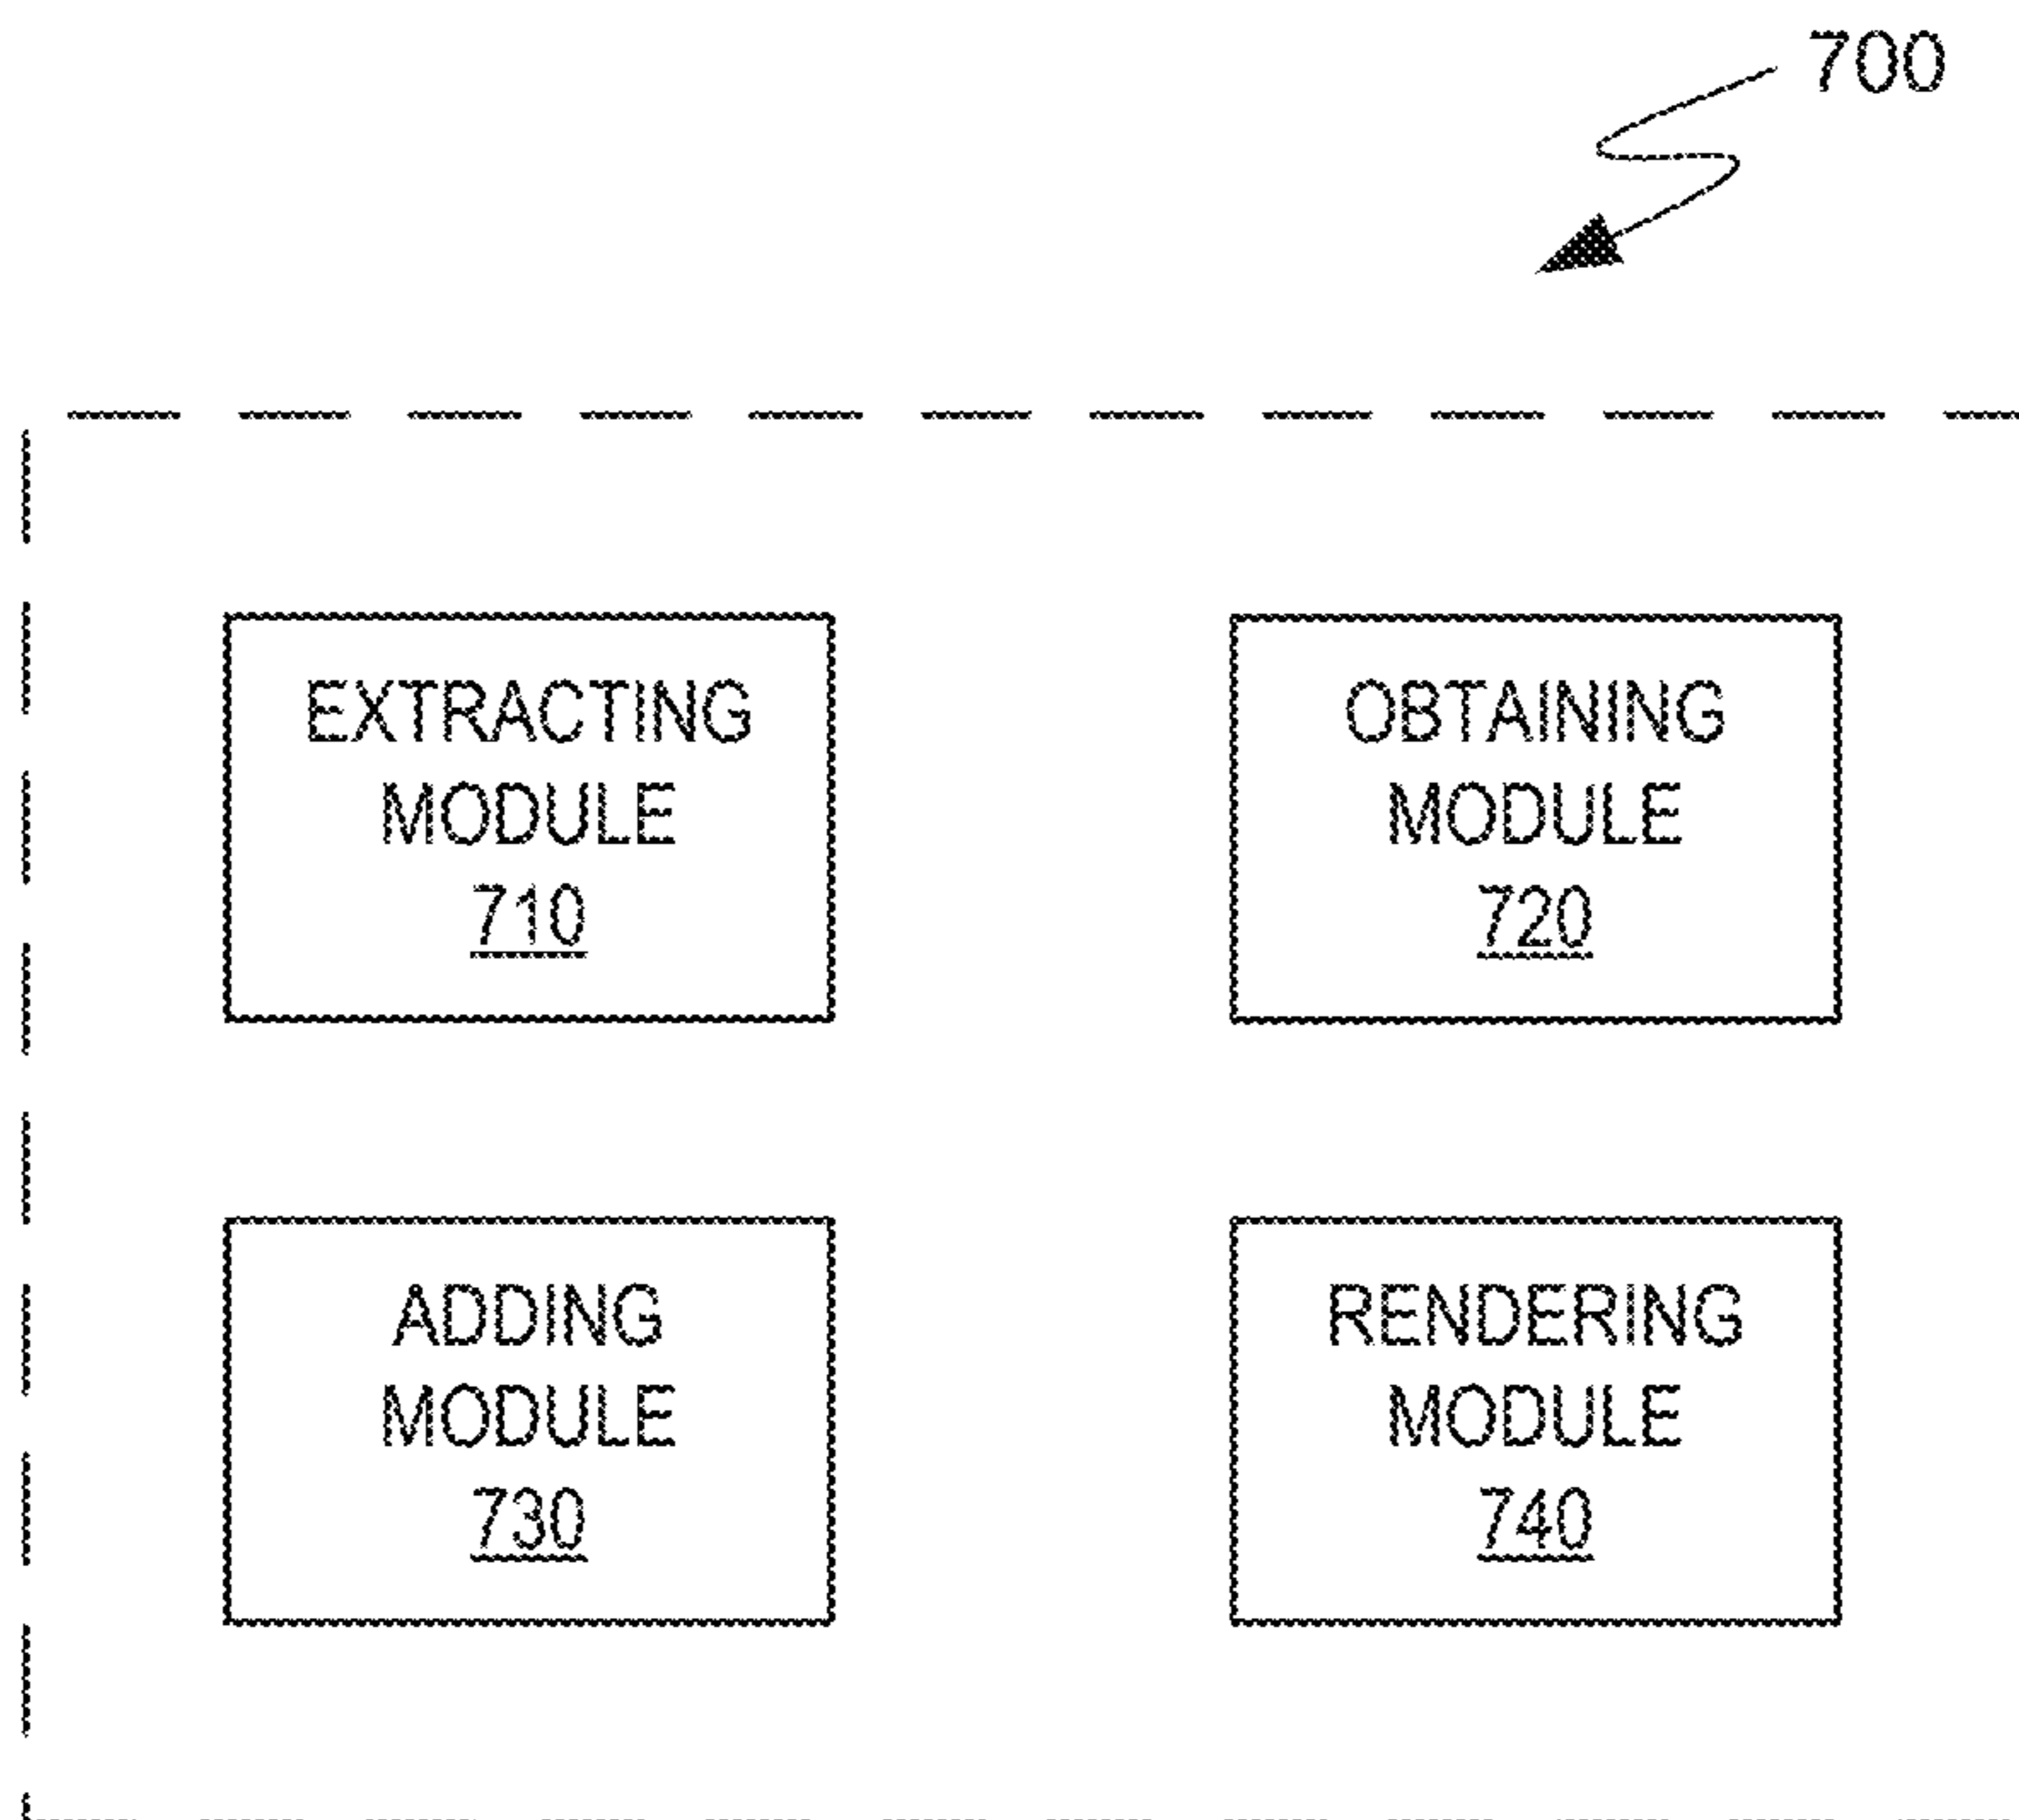 700
EXTRACTING
MODULE
710
OBTAINING
MODULE
720
ADDING
MODULE
730
RENDERING
MODULE
740